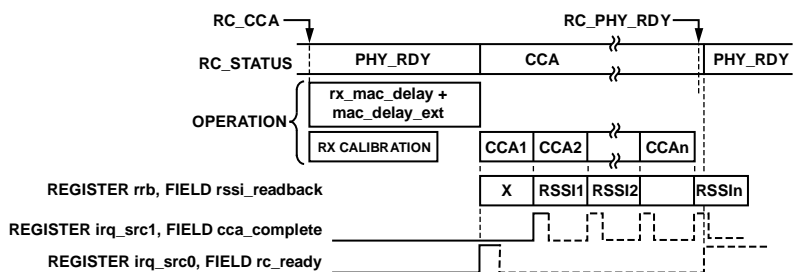 RC_CCA
RC_PHY_RDY
RC_STATUS
PHY_RDY
CCA
PHY_RDY
OPERATION
rx_mac_delay +
mac_delay_ext
RX CALIBRATION
CCA1
CCA2
CCAn
REGISTER rrb, FIELD rssi_readback
X
RSSI1
RSSI2
RSSIn
REGISTER irq_src1, FIELD cca_complete
REGISTER irq_src0, FIELD rc_ready